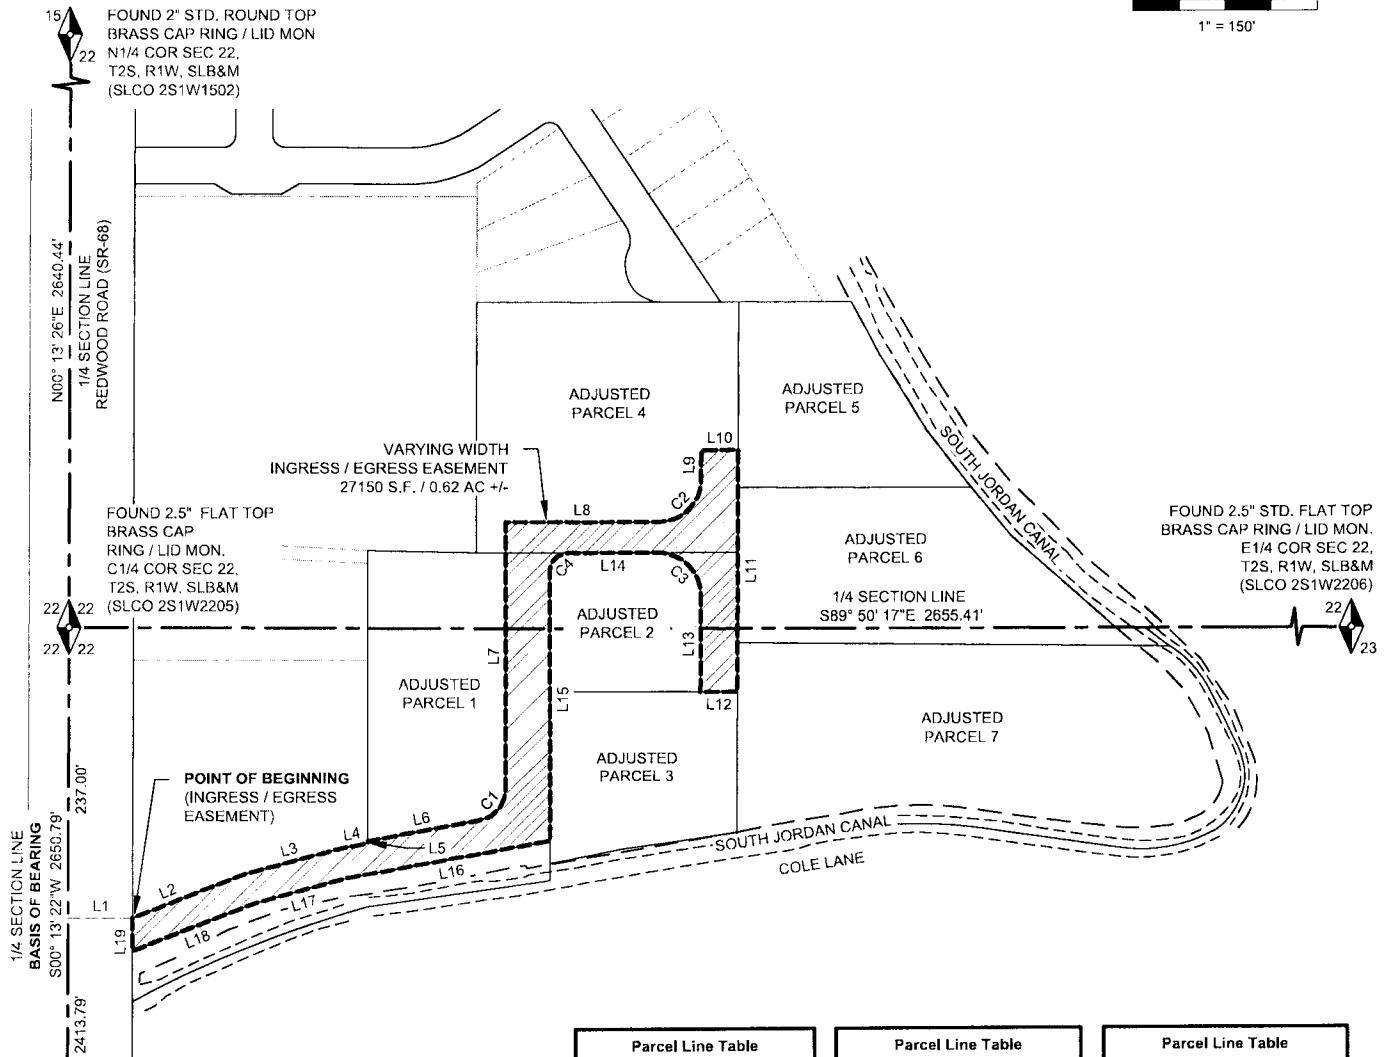 15
22
FOUND 2" STD. ROUND TOP
BRASS CAP RING / LID MON
N1/4 COR SEC 22,
T2S, R1W, SLB&M
(SLCO 2S1W1502)
1" = 150'
N00° 13' 26"E 2640.44'
1/4 SECTION LINE
REDWOOD ROAD (SR-68)
ADJUSTED
PARCEL 4
ADJUSTED
PARCEL 5
SOUTH JORDAN CANAL
VARYING WIDTH
INGRESS / EGRESS EASEMENT
27150 S.F. / 0.62 AC +/-
L10
L9
C2
L8
FOUND 2.5" FLAT TOP
BRASS CAP
RING / LID MON.
C1/4 COR SEC 22,
T2S, R1W, SLB&M
(SLCO 2S1W2205)
FOUND 2.5" STD. FLAT TOP
BRASS CAP RING / LID MON.
E1/4 COR SEC 22,
T2S, R1W, SLB&M
(SLCO 2S1W2206)
ADJUSTED
PARCEL 6
C4
L14
C3
L11
1/4 SECTION LINE
S89° 50' 17"E 2655.41'
22
22
22
22
22
23
ADJUSTED
PARCEL 2
L13
L7
L15
L12
ADJUSTED
PARCEL 1
ADJUSTED
PARCEL 7
ADJUSTED
PARCEL 3
POINT OF BEGINNING
(INGRESS / EGRESS
EASEMENT)
237.00'
C1
L6
L4
L5
L3
L16
L2
L17
L1
L18
L19
SOUTH JORDAN CANAL
COLE LANE
1/4 SECTION LINE
BASIS OF BEARING
S00° 13' 22"W 2650.79'
2413.79'
Parcel Line Table
Parcel Line Table
Parcel Line Table